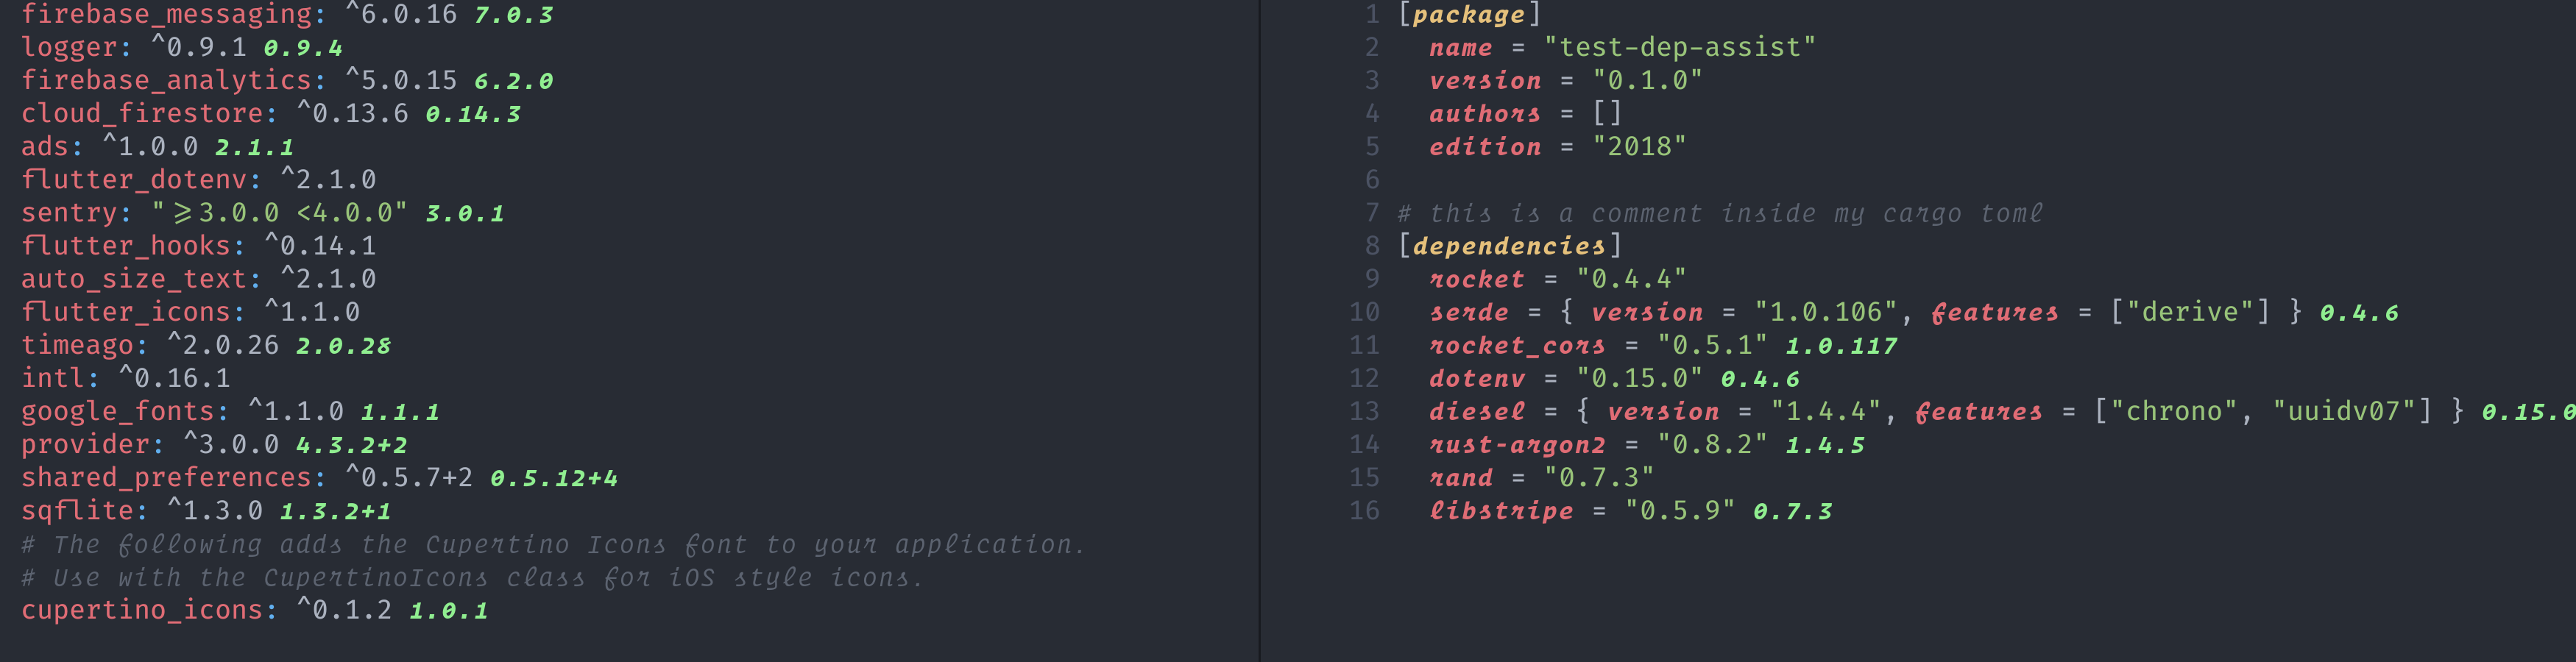 firebase_messaging: ^6.0.16 7.0.3
logger: ^0.9.1 0.9.4
firebase_analytics: ^5.0.15 6.2.0
cloud_firestore: ^0.13.6 0.14.3
ads: ^1.0.0 2.1.1
flutter_dotenv: ^2.1.0
sentry: ">=3.0.0 <4.0.0" 3.0.1
flutter_hooks: ^0.14.1
auto_size_text: ^2.1.0
flutter_icons: ^1.1.0
timeago: ^2.0.26 2.0.28
intl: ^0.16.1
google_fonts: ^1.1.0 1.1.1
provider: ^3.0.0 4.3.2+2
shared_preferences: ^0.5.7+2 0.5.12+4
sqflite: ^1.3.0 1.3.2+1
# The following adds the Cupertino Icons font to your application.
# Use with the CupertinoIcons class for iOS style icons.
cupertino_icons: ^0.1.2 1.0.1
1 [package]
2 name = "test-dep-assist"
3 version = "0.1.0"
4 authors = []
5 edition = "2018"
6
7 # this is a comment inside my cargo toml
8 [dependencies]
9 rocket = "0.4.4"
10 serde = { version = "1.0.106", features = ["derive"] } 0.4.6
11 rocket_cors = "0.5.1" 1.0.117
12 dotenv = "0.15.0" 0.4.6
13 diesel = { version = "1.4.4", features = ["chrono", "uuidv07"] } 0.15.0
14 rust-argon2 = "0.8.2" 1.4.5
15 rand = "0.7.3"
16 libstripe = "0.5.9" 0.7.3